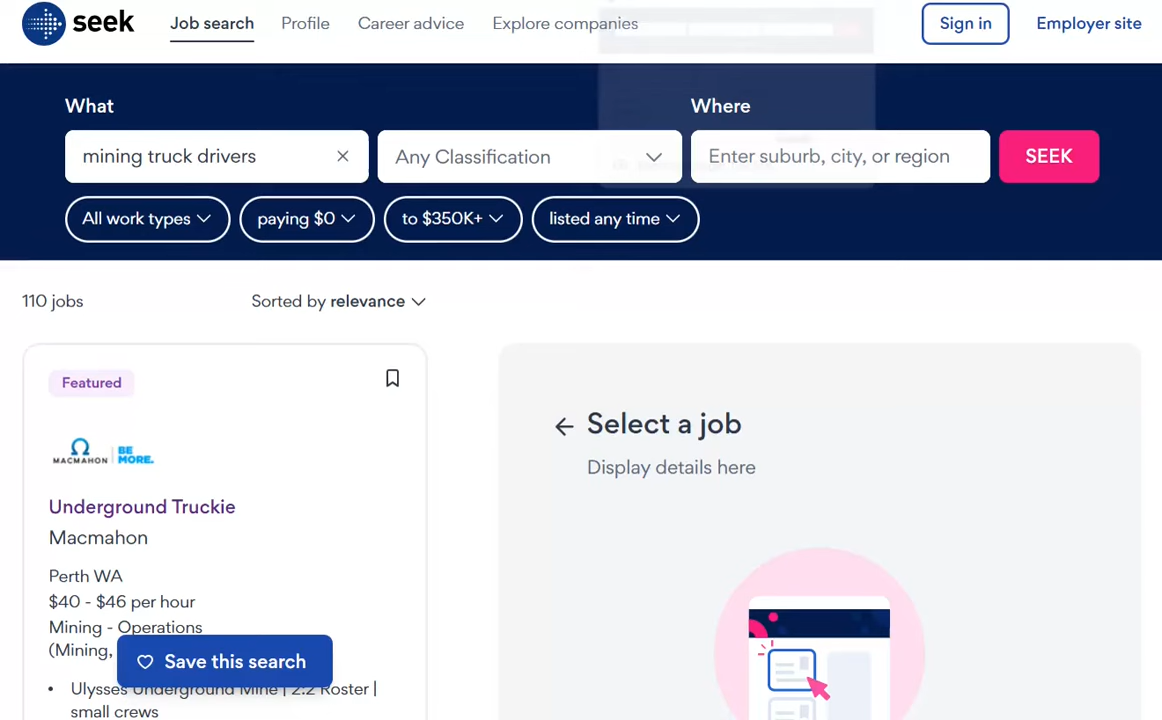 seek
Job search
Profile
Career advice
Explore companies
Sign in
Employer site
What
Where
mining truck drivers
Any Classification
Enter suburb, city, or region
SEEK
All work types
paying $0
to $350K+
listed any time
110 jobs
Sorted by relevance
Featured
MACMAHON
BE
MORE.
Underground Truckie
Macmahon
Perth WA
$40 - $46 per hour
Mining - Operations
(Mining,
Save this search
• Ulysses Underground Mine | 2:2 Roster |
small crews
Select a job
Display details here